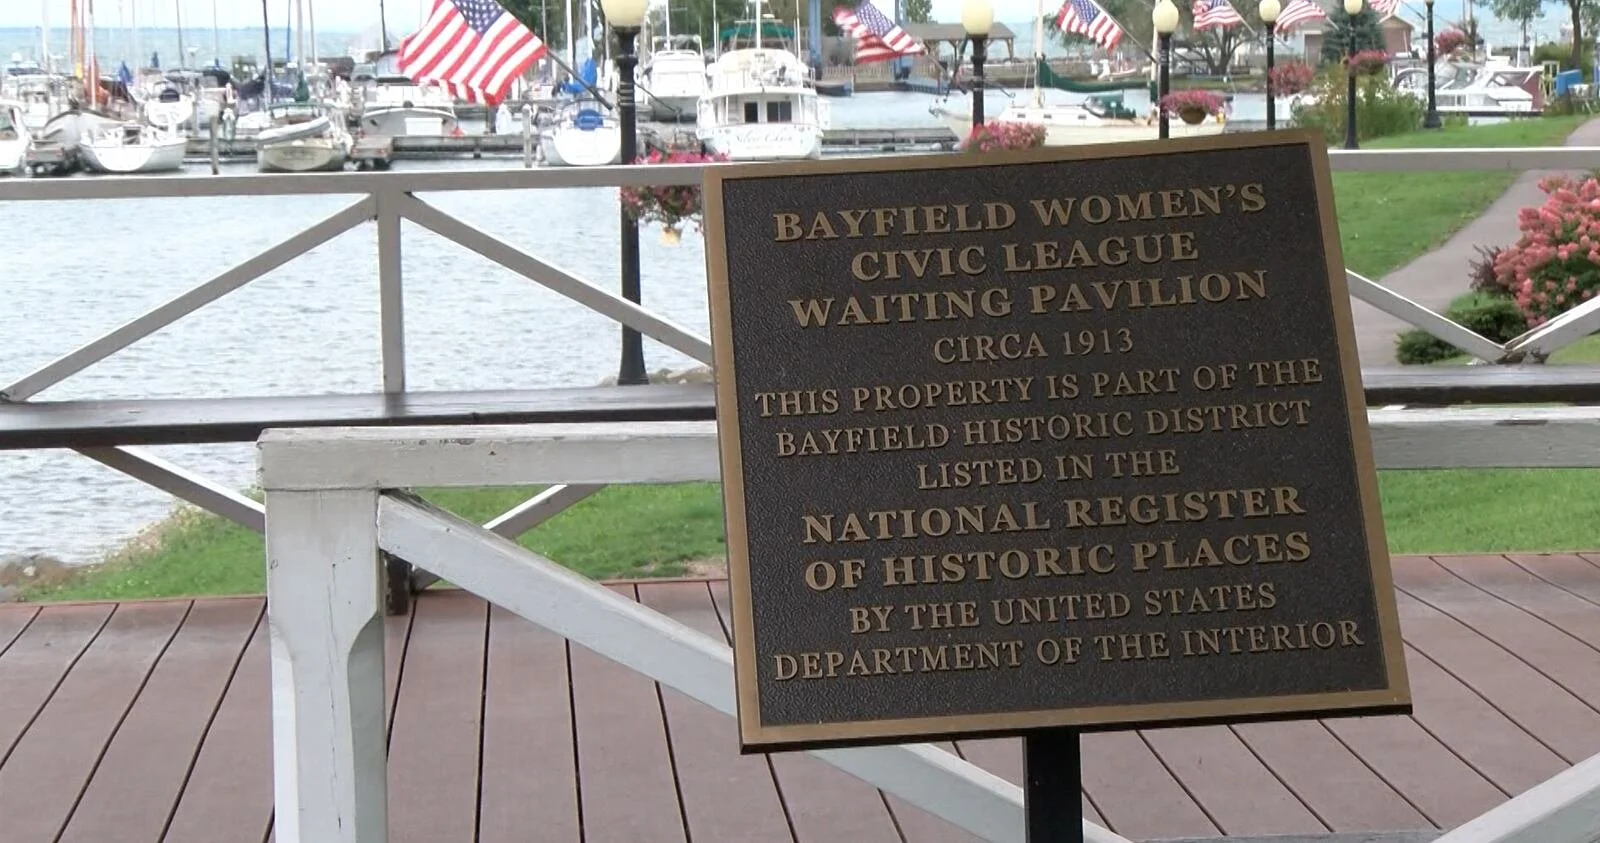 BAYFIELD WOMEN'S
CIVIC LEAGUE
WAITING PAVILION
CIRCA 1913
THIS PROPERTY IS PART OF THE
BAYFIELD HISTORIC DISTRICT
LISTED IN THE
NATIONAL REGISTER
OF HISTORIC PLACES
BY THE UNITED STATES
DEPARTMENT OF THE INTERIOR